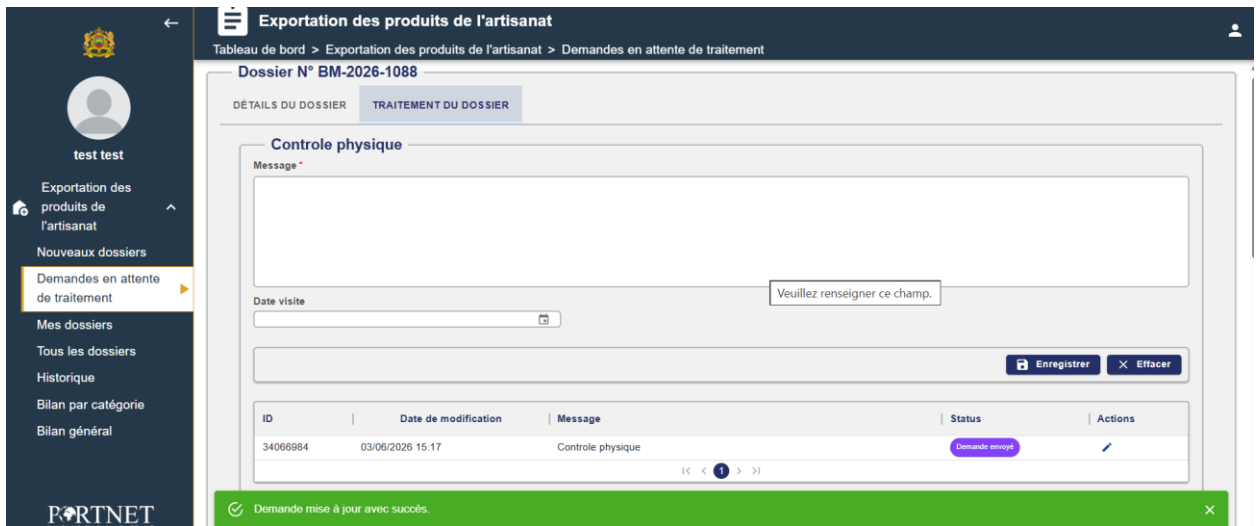 ←
Exportation des produits de l'artisanat
Tableau de bord > Exportation des produits de l'artisanat > Demandes en attente de traitement
test test
Exportation des
produits de
l'artisanat
Nouveaux dossiers
Demandes en attente
de traitement
Mes dossiers
Tous les dossiers
Historique
Bilan par catégorie
Bilan général
PORTNET
Dossier N° BM-2026-1088
DÉTAILS DU DOSSIER TRAITEMENT DU DOSSIER
Controle physique
Message *
Veuillez renseigner ce champ.
Date visite
Enregistrer Effacer
ID Date de modification Message Status Actions
34066984 03/06/2026 15:17 Controle physique Demande envoyé
1
Demande mise à jour avec succès.